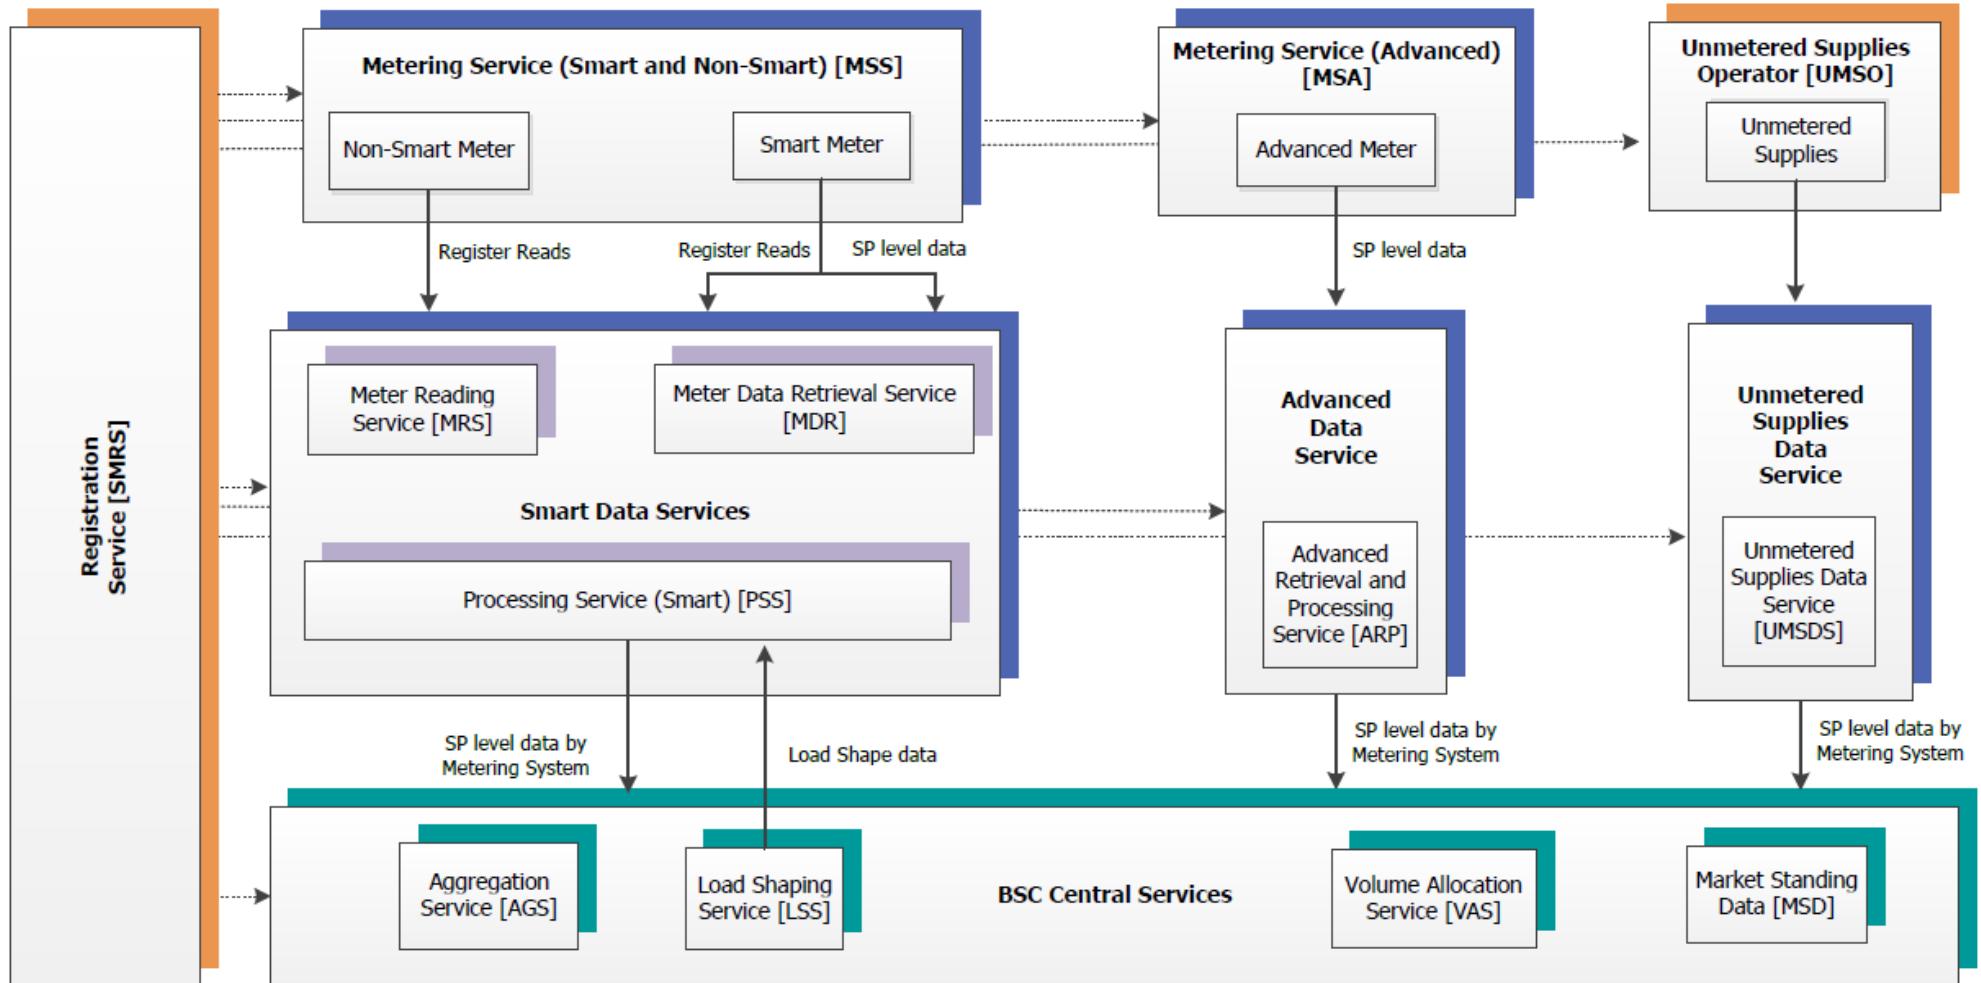 Registration
Service [SMRS]
Metering Service (Smart and Non-Smart) [MSS]
Non-Smart Meter
Smart Meter
Metering Service (Advanced)
[MSA]
Advanced Meter
Unmetered Supplies
Operator [UMSO]
Unmetered
Supplies
Register Reads
Register Reads
SP level data
SP level data
Meter Reading
Service [MRS]
Meter Data Retrieval Service
[MDR]
Smart Data Services
Processing Service (Smart) [PSS]
Advanced
Data
Service
Advanced
Retrieval and
Processing
Service [ARP]
Unmetered
Supplies
Data
Service
Unmetered
Supplies Data
Service
[UMSDS]
SP level data by
Metering System
Load Shape data
SP level data by
Metering System
SP level data by
Metering System
Aggregation
Service [AGS]
Load Shaping
Service [LSS]
BSC Central Services
Volume Allocation
Service [VAS]
Market Standing
Data [MSD]